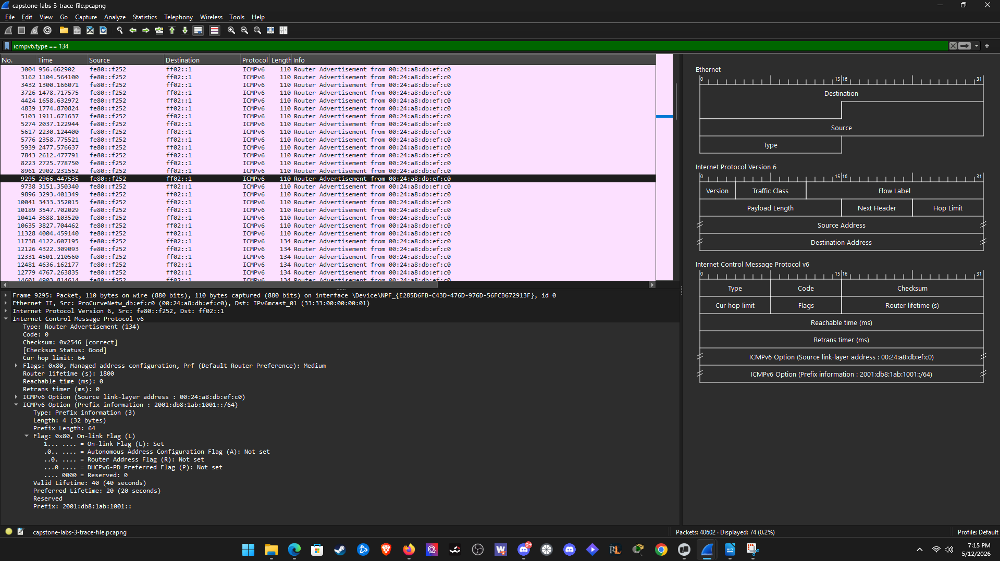 capstone-labs-3-trace-file.pcapng
File Edit View Go Capture Analyze Statistics Telephony Wireless Tools Help
icmpv6.type == 134
No. Time Source Destination Protocol Length Info
3004 956.662902 fe80::f252 ff02::1 ICMPv6 110 Router Advertisement from 00:24:a8:db:ef:c0
3162 1104.564100 fe80::f252 ff02::1 ICMPv6 110 Router Advertisement from 00:24:a8:db:ef:c0
3432 1300.166071 fe80::f252 ff02::1 ICMPv6 110 Router Advertisement from 00:24:a8:db:ef:c0
3726 1478.717575 fe80::f252 ff02::1 ICMPv6 110 Router Advertisement from 00:24:a8:db:ef:c0
4424 1658.632972 fe80::f252 ff02::1 ICMPv6 110 Router Advertisement from 00:24:a8:db:ef:c0
4839 1774.870824 fe80::f252 ff02::1 ICMPv6 110 Router Advertisement from 00:24:a8:db:ef:c0
5103 1911.671637 fe80::f252 ff02::1 ICMPv6 110 Router Advertisement from 00:24:a8:db:ef:c0
5274 2037.122944 fe80::f252 ff02::1 ICMPv6 110 Router Advertisement from 00:24:a8:db:ef:c0
5617 2230.124400 fe80::f252 ff02::1 ICMPv6 110 Router Advertisement from 00:24:a8:db:ef:c0
5776 2358.775521 fe80::f252 ff02::1 ICMPv6 110 Router Advertisement from 00:24:a8:db:ef:c0
5939 2477.576637 fe80::f252 ff02::1 ICMPv6 110 Router Advertisement from 00:24:a8:db:ef:c0
7843 2612.477791 fe80::f252 ff02::1 ICMPv6 110 Router Advertisement from 00:24:a8:db:ef:c0
8223 2725.778750 fe80::f252 ff02::1 ICMPv6 110 Router Advertisement from 00:24:a8:db:ef:c0
8961 2902.231552 fe80::f252 ff02::1 ICMPv6 110 Router Advertisement from 00:24:a8:db:ef:c0
9295 2966.447535 fe80::f252 ff02::1 ICMPv6 110 Router Advertisement from 00:24:a8:db:ef:c0
9738 3151.350340 fe80::f252 ff02::1 ICMPv6 110 Router Advertisement from 00:24:a8:db:ef:c0
9896 3293.401349 fe80::f252 ff02::1 ICMPv6 110 Router Advertisement from 00:24:a8:db:ef:c0
10041 3433.352015 fe80::f252 ff02::1 ICMPv6 110 Router Advertisement from 00:24:a8:db:ef:c0
10189 3547.702029 fe80::f252 ff02::1 ICMPv6 110 Router Advertisement from 00:24:a8:db:ef:c0
10414 3688.103520 fe80::f252 ff02::1 ICMPv6 110 Router Advertisement from 00:24:a8:db:ef:c0
10635 3827.704462 fe80::f252 ff02::1 ICMPv6 110 Router Advertisement from 00:24:a8:db:ef:c0
11328 4004.459140 fe80::f252 ff02::1 ICMPv6 110 Router Advertisement from 00:24:a8:db:ef:c0
11738 4122.607195 fe80::f252 ff02::1 ICMPv6 134 Router Advertisement from 00:24:a8:db:ef:c0
12126 4322.309093 fe80::f252 ff02::1 ICMPv6 134 Router Advertisement from 00:24:a8:db:ef:c0
12331 4501.210560 fe80::f252 ff02::1 ICMPv6 134 Router Advertisement from 00:24:a8:db:ef:c0
12481 4636.162177 fe80::f252 ff02::1 ICMPv6 134 Router Advertisement from 00:24:a8:db:ef:c0
12779 4767.263835 fe80::f252 ff02::1 ICMPv6 134 Router Advertisement from 00:24:a8:db:ef:c0
14601 4903.814614 fe80::f252 ff02::1 ICMPv6 134 Router Advertisement from 00:24:a8:db:ef:c0
Frame 9295: Packet, 110 bytes on wire (880 bits), 110 bytes captured (880 bits) on interface \Device\NPF_{E285D6FB-C43D-476D-976D-56FCB672913F}, id 0
Ethernet II, Src: ProCurveNetw_db:ef:c0 (00:24:a8:db:ef:c0), Dst: IPv6mcast_01 (33:33:00:00:00:01)
Internet Protocol Version 6, Src: fe80::f252, Dst: ff02::1
Internet Control Message Protocol v6
Type: Router Advertisement (134)
Code: 0
Checksum: 0x2546 [correct]
[Checksum Status: Good]
Cur hop limit: 64
Flags: 0x80, Managed address configuration, Prf (Default Router Preference): Medium
Router lifetime (s): 1800
Reachable time (ms): 0
Retrans timer (ms): 0
ICMPv6 Option (Source link-layer address : 00:24:a8:db:ef:c0)
ICMPv6 Option (Prefix information : 2001:db8:1ab:1001::/64)
Type: Prefix information (3)
Length: 4 (32 bytes)
Prefix Length: 64
Flag: 0x80, On-link Flag (L)
1... .... = On-link Flag (L): Set
.0.. .... = Autonomous Address Configuration Flag (A): Not set
..0. .... = Router Address Flag (R): Not set
...0 .... = DHCPv6-PD Preferred Flag (P): Not set
.... 0000 = Reserved: 0
Valid Lifetime: 40 (40 seconds)
Preferred Lifetime: 20 (20 seconds)
Reserved
Prefix: 2001:db8:1ab:1001::
Ethernet
0 15 16 31
Destination
Source
Type
Internet Protocol Version 6
0 15 16 31
Version Traffic Class Flow Label
Payload Length Next Header Hop Limit
Source Address
Destination Address
Internet Control Message Protocol v6
0 15 16 31
Type Code Checksum
Cur hop limit Flags Router lifetime (s)
Reachable time (ms)
Retrans timer (ms)
ICMPv6 Option (Source link-layer address : 00:24:a8:db:ef:c0)
ICMPv6 Option (Prefix information : 2001:db8:1ab:1001::/64)
capstone-labs-3-trace-file.pcapng
Packets: 40602 · Displayed: 74 (0.2%)
Profile: Default
W
9+
RL
7:15 PM
5/12/2026